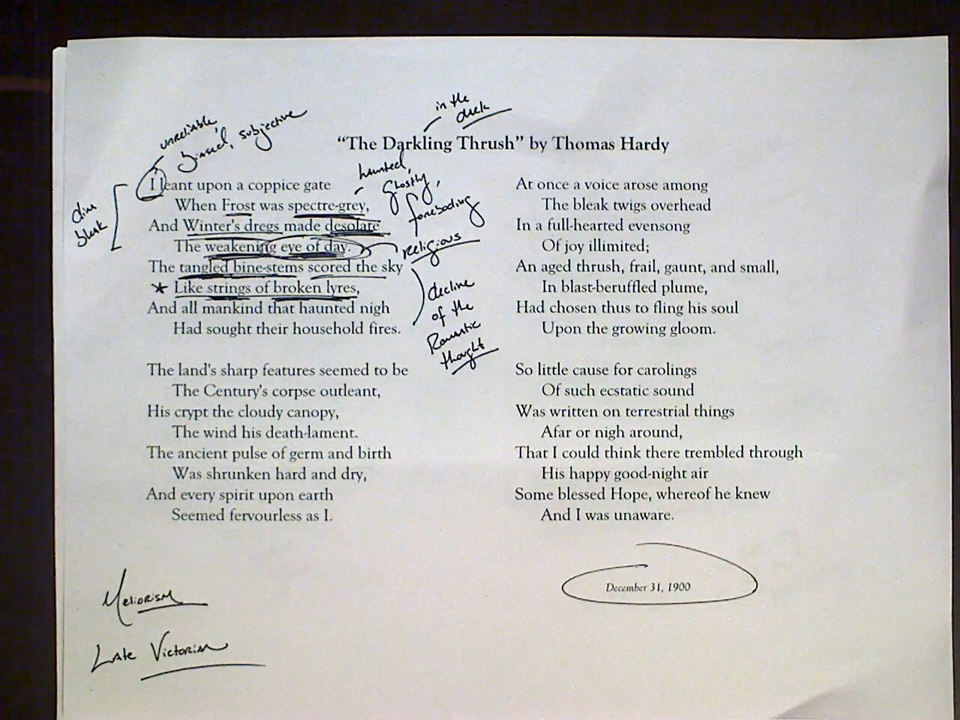 in the
dark
unreliable,
biased, subjective
"The Darkling Thrush" by Thomas Hardy
haunted,
ghostly,
foreboding
religious
dim
bleak
I leant upon a coppice gate
When Frost was spectre-grey,
And Winter's dregs made desolate
The weakening eye of day.
The tangled bine-stems scored the sky
★ Like strings of broken lyres,
And all mankind that haunted nigh
Had sought their household fires.
decline
of the
Romantic
thought
The land's sharp features seemed to be
The Century's corpse outleant,
His crypt the cloudy canopy,
The wind his death-lament.
The ancient pulse of germ and birth
Was shrunken hard and dry,
And every spirit upon earth
Seemed fervourless as I.
At once a voice arose among
The bleak twigs overhead
In a full-hearted evensong
Of joy illimited;
An aged thrush, frail, gaunt, and small,
In blast-beruffled plume,
Had chosen thus to fling his soul
Upon the growing gloom.
So little cause for carolings
Of such ecstatic sound
Was written on terrestrial things
Afar or nigh around,
That I could think there trembled through
His happy good-night air
Some blessed Hope, whereof he knew
And I was unaware.
December 31, 1900
Meliorism
Late Victorian